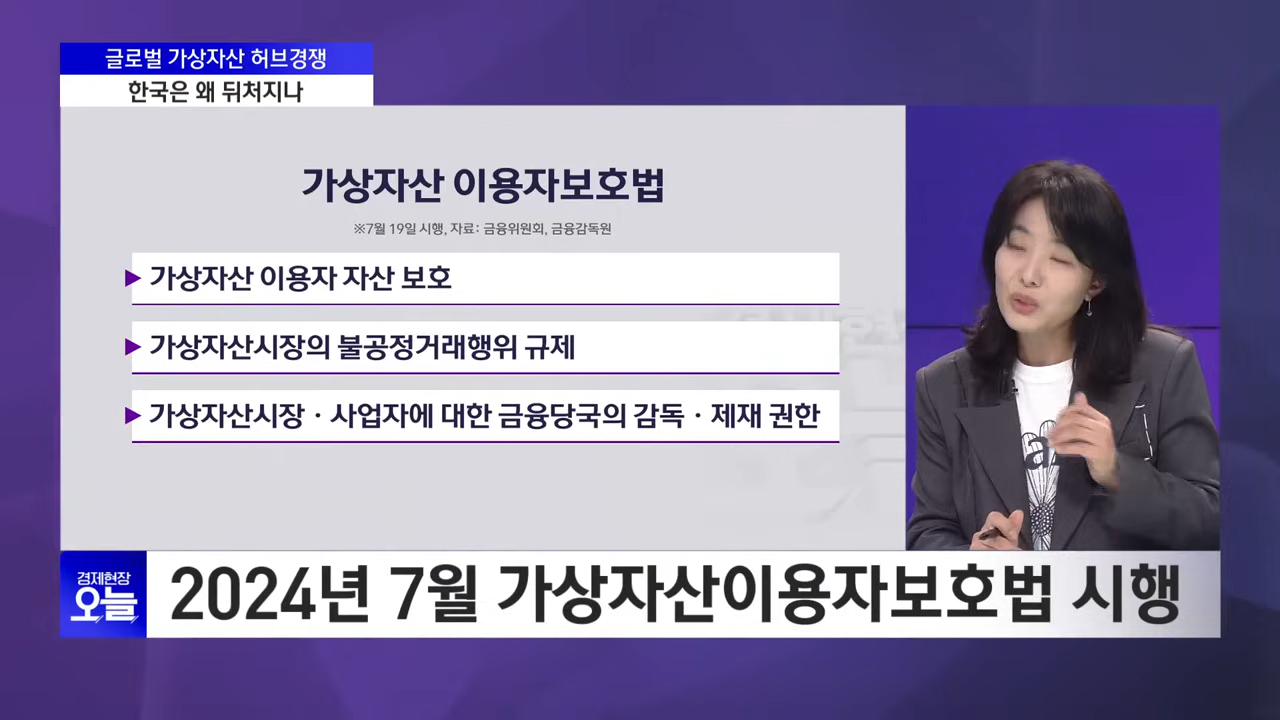 글로벌 가상자산 허브경쟁
한국은 왜 뒤처지나
가상자산 이용자보호법
※7월 19일 시행, 자료: 금융위원회, 금융감독원
▶ 가상자산 이용자 자산 보호
▶ 가상자산시장의 불공정거래행위 규제
▶ 가상자산시장 · 사업자에 대한 금융당국의 감독 · 제재 권한
a
경제현장
오늘
2024년 7월 가상자산이용자보호법 시행